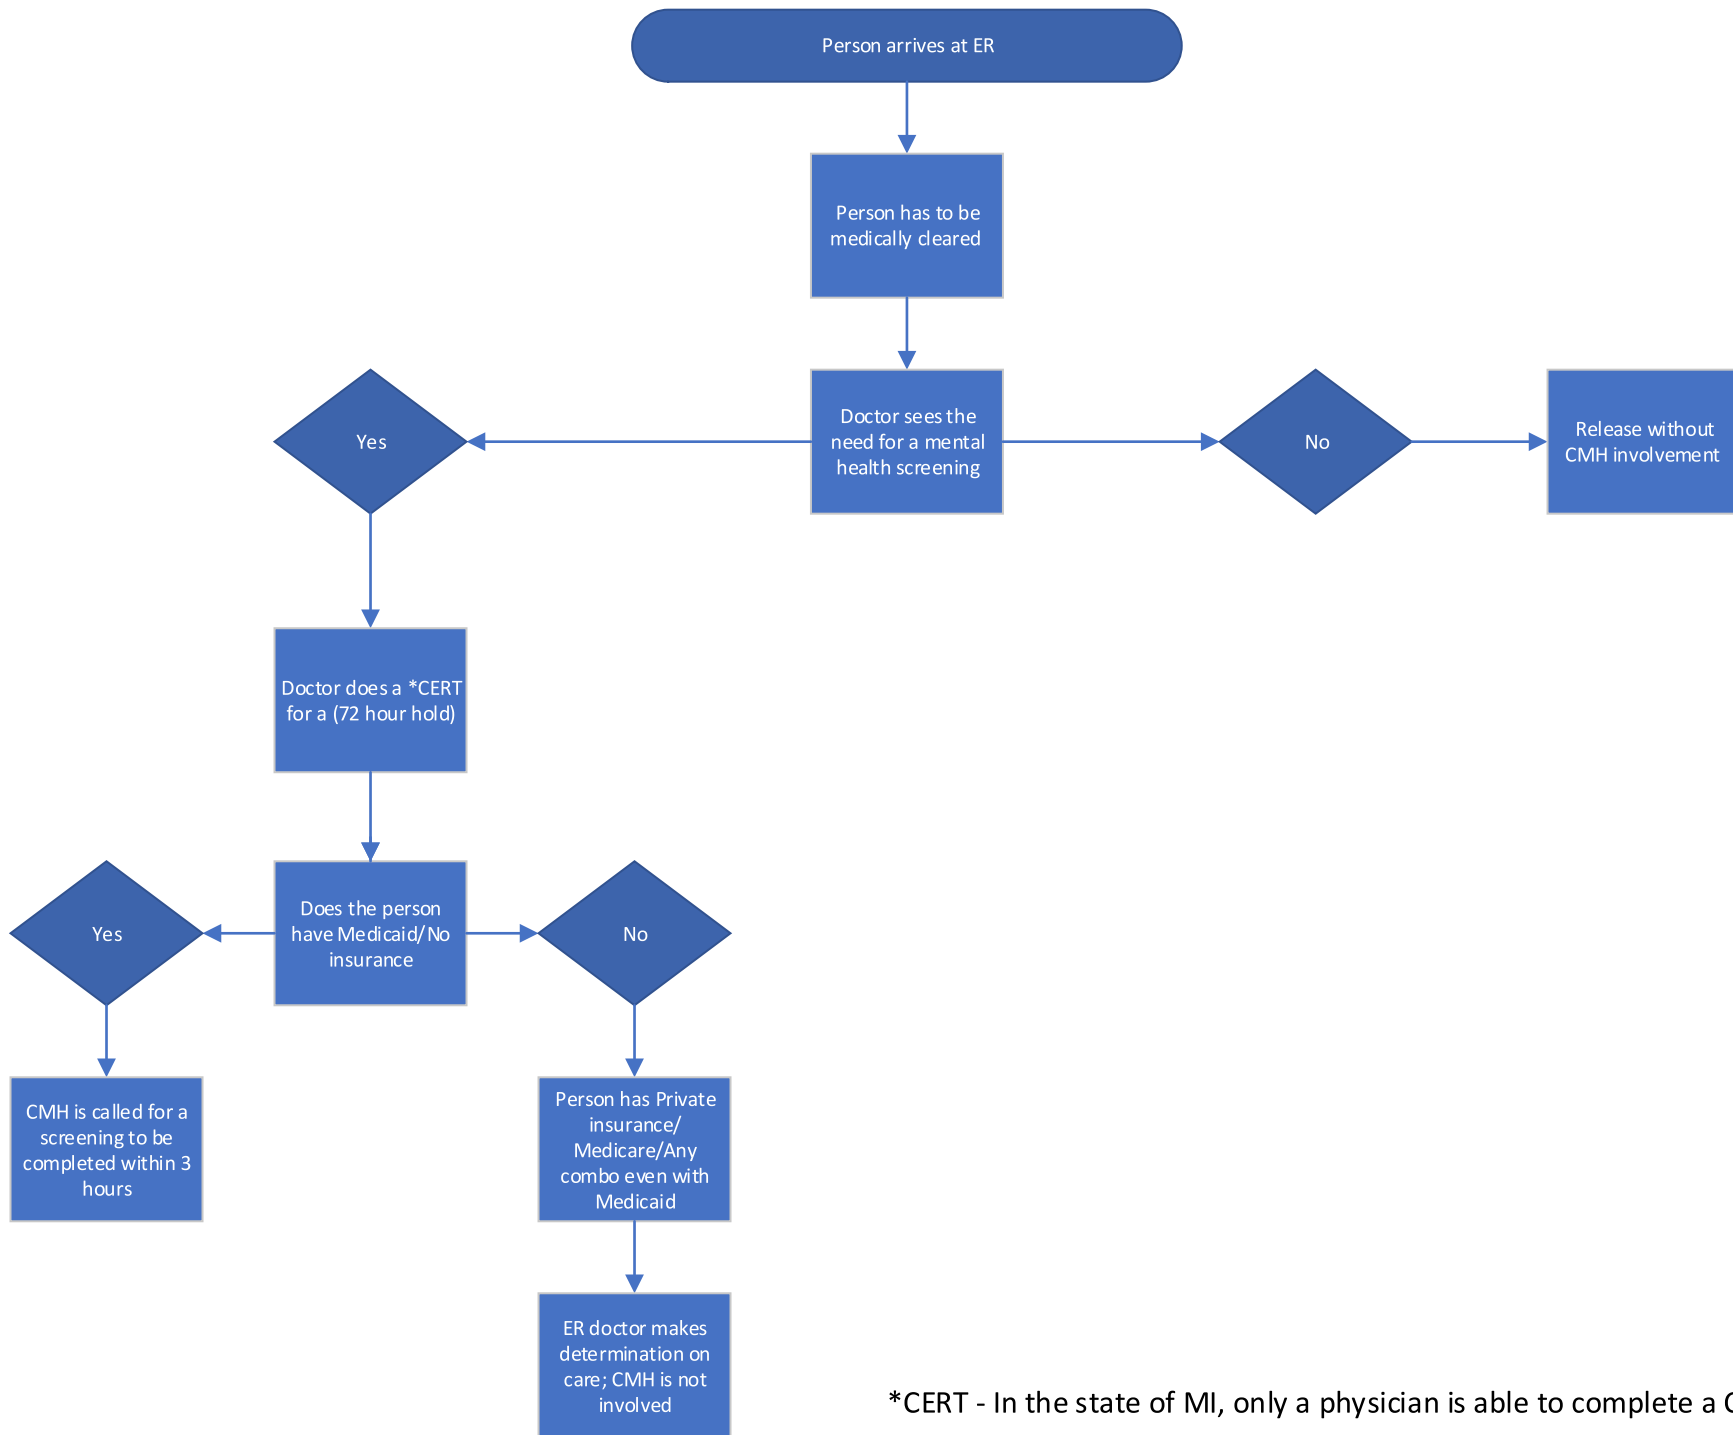 Person arrives at ER
Person has to be
medically cleared
Yes
Doctor sees the
need for a mental
health screening
No
Release without
CMH involvement
Doctor does a *CERT
for a (72 hour hold)
Yes
Does the person
have Medicaid/No
insurance
No
CMH is called for a
screening to be
completed within 3
hours
Person has Private
insurance/
Medicare/Any
combo even with
Medicaid
ER doctor makes
determination on
care; CMH is not
involved
*CERT - In the state of MI, only a physician is able to complete a